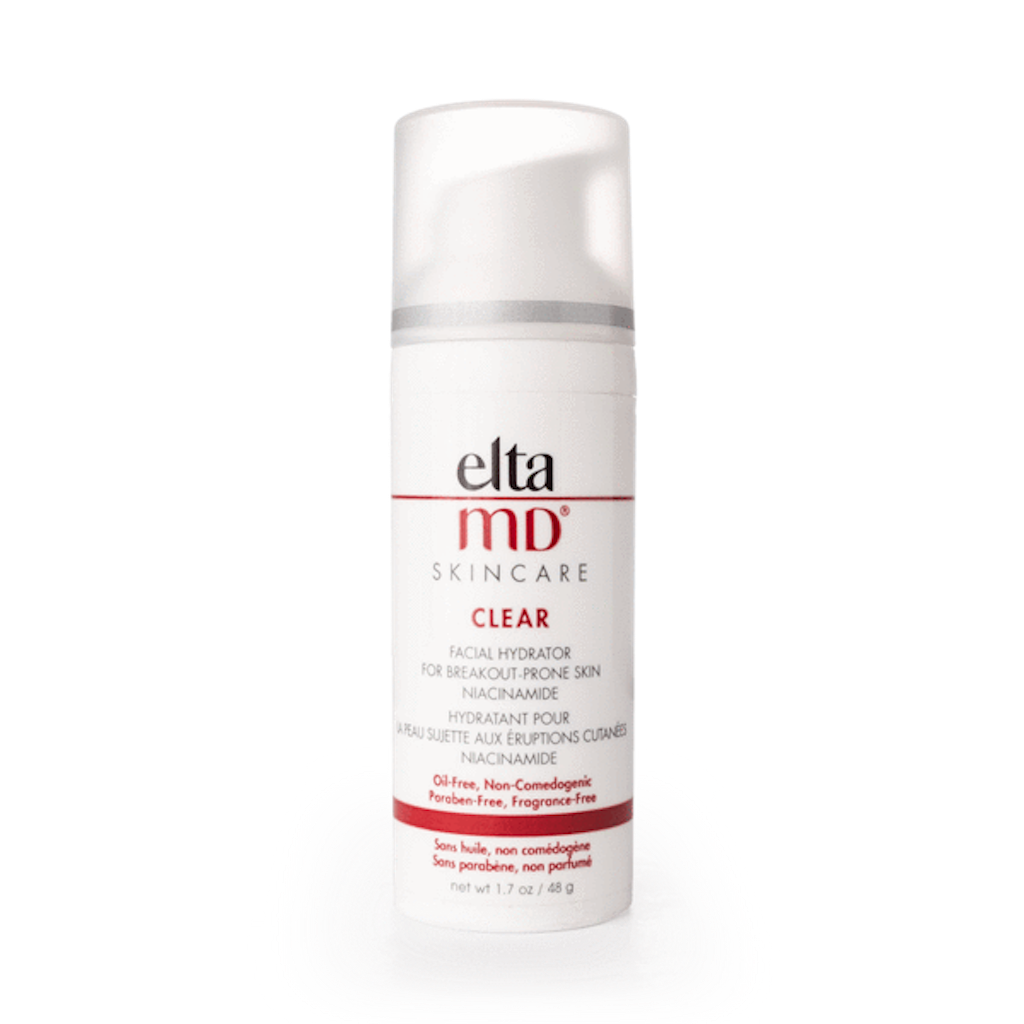 elta
MD®
SKINCARE
CLEAR
FACIAL HYDRATOR
FOR BREAKOUT-PRONE SKIN
NIACINAMIDE
HYDRATANT POUR
LA PEAU SUJETTE AUX ÉRUPTIONS CUTANÉES
NIACINAMIDE
Oil-Free, Non-Comedogenic
Paraben-Free, Fragrance-Free
Sans huile, non comédogène
Sans parabène, non parfumé
net wt 1.7 oz / 48 g